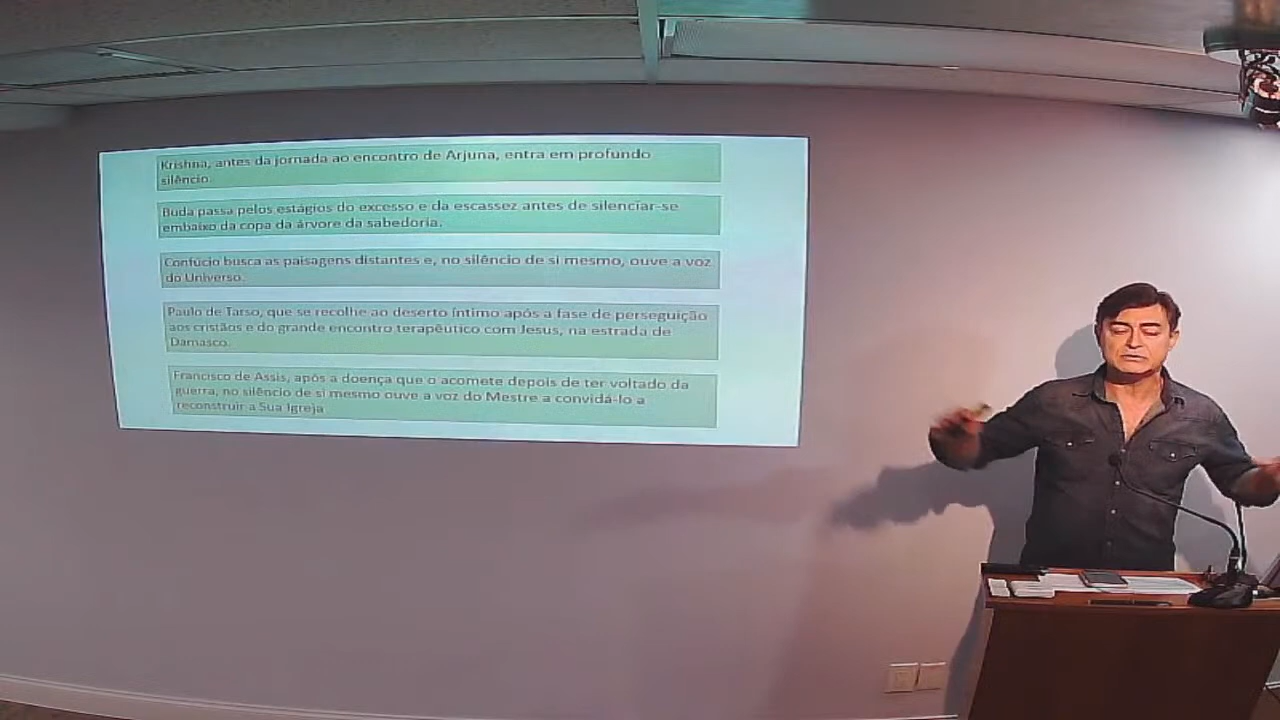 Krishna, antes da jornada ao encontro de Arjuna, entra em profundo
silêncio.
Buda passa pelos estágios do excesso e da escassez antes de silenciar-se
embaixo da copa da árvore da sabedoria.
Confúcio busca as paisagens distantes e, no silêncio de si mesmo, ouve a voz
do Universo.
Paulo de Tarso, que se recolhe ao deserto íntimo após a fase de perseguição
aos cristãos e do grande encontro terapêutico com Jesus, na estrada de
Damasco.
Francisco de Assis, após a doença que o acomete depois de ter voltado da
guerra, no silêncio de si mesmo ouve a voz do Mestre a convidá-lo a
reconstruir a Sua Igreja